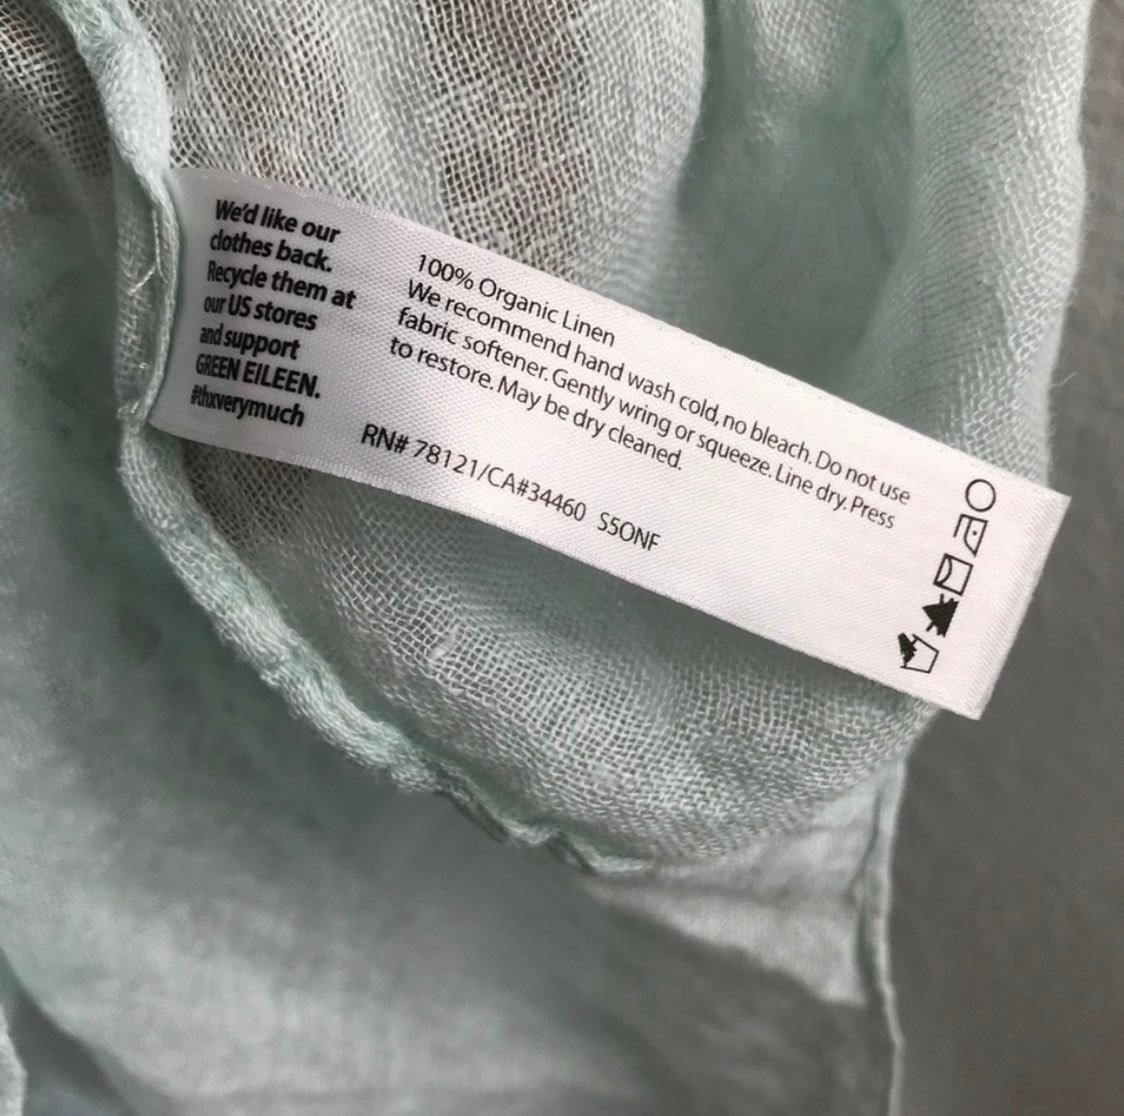 We'd like our
clothes back.
Recycle them at
our US stores
and support
GREEN EILEEN.
#thxverymuch
100% Organic Linen
We recommend hand wash cold, no bleach. Do not use
fabric softener. Gently wring or squeeze. Line dry. Press
to restore. May be dry cleaned.
RN# 78121/CA#34460 S5ONF